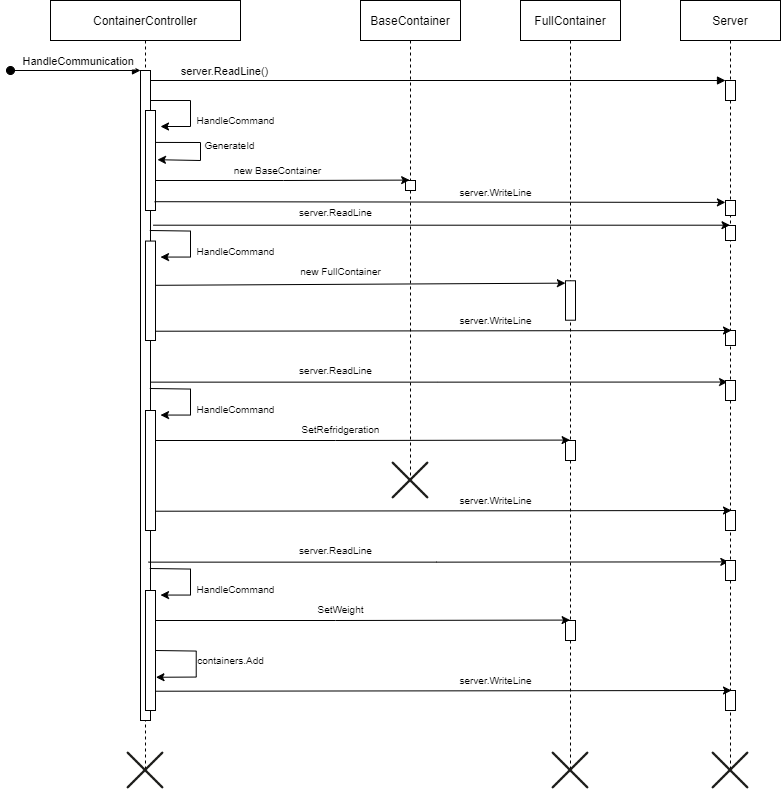 ContainerController
BaseContainer
FullContainer
Server
HandleCommunication
server.ReadLine()
HandleCommand
GenerateId
new BaseContainer
server.WriteLine
server.ReadLine
HandleCommand
new FullContainer
server.WriteLine
server.ReadLine
HandleCommand
SetRefridgeration
server.WriteLine
server.ReadLine
HandleCommand
SetWeight
containers.Add
server.WriteLine